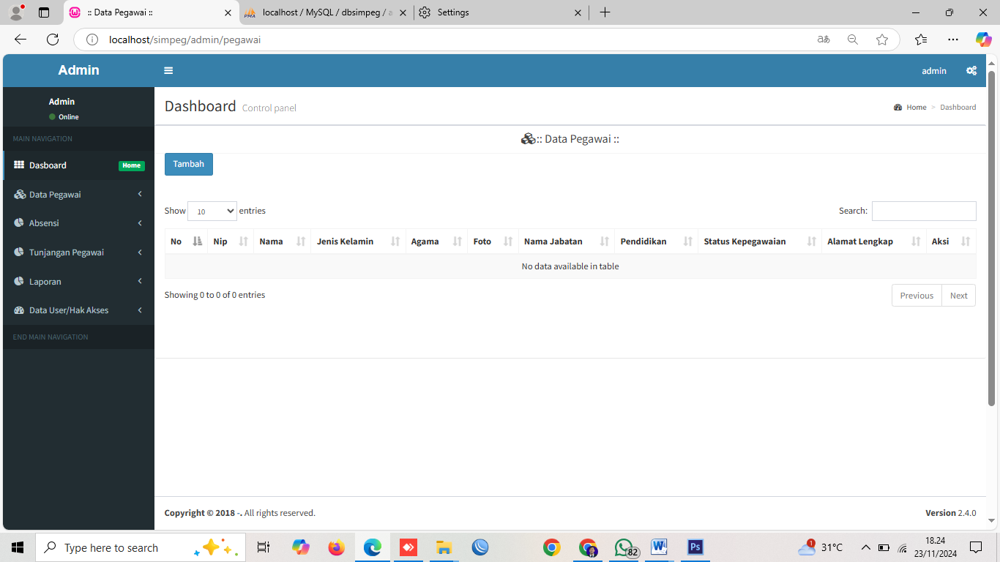 :: Data Pegawai ::
localhost / MySQL / dbsimpeg / a
Settings
localhost/simpeg/admin/pegawai
Admin
admin
Admin
Online
Dashboard Control panel
Home > Dashboard
MAIN NAVIGATION
:: Data Pegawai ::
Dasboard Home
Tambah
Data Pegawai
Absensi
Tunjangan Pegawai
Laporan
Data User/Hak Akses
END MAIN NAVIGATION
Show 10 entries
Search:
No Nip Nama Jenis Kelamin Agama Foto Nama Jabatan Pendidikan Status Kepegawaian Alamat Lengkap Aksi
No data available in table
Showing 0 to 0 of 0 entries
Previous Next
Copyright © 2018 -. All rights reserved.
Version 2.4.0
Type here to search
82
W
Ps
1
31°C
18.24
23/11/2024